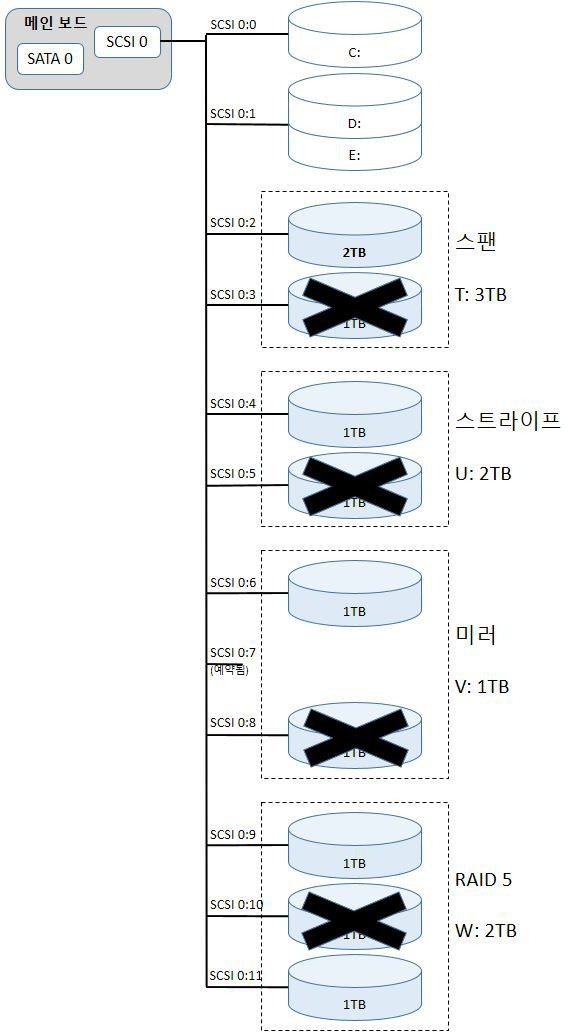 메인 보드
SCSI 0
SATA 0
SCSI 0:0
C:
SCSI 0:1
D:
E:
SCSI 0:2
2TB
스팬
SCSI 0:3
1TB
T: 3TB
SCSI 0:4
1TB
스트라이프
SCSI 0:5
1TB
U: 2TB
SCSI 0:6
1TB
미러
SCSI 0:7
(예약됨)
V: 1TB
SCSI 0:8
1TB
SCSI 0:9
1TB
RAID 5
SCSI 0:10
1TB
W: 2TB
SCSI 0:11
1TB